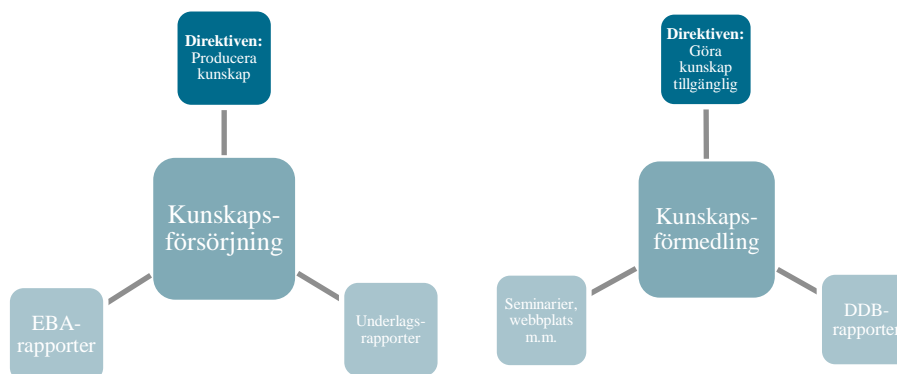 Direktiven:
Producera
kunskap
Kunskaps-
försörjning
EBA-
rapporter
Underlags-
rapporter
Direktiven:
Göra
kunskap
tillgänglig
Kunskaps-
förmedling
Seminarier,
webbplats
m.m.
DDB-
rapporter